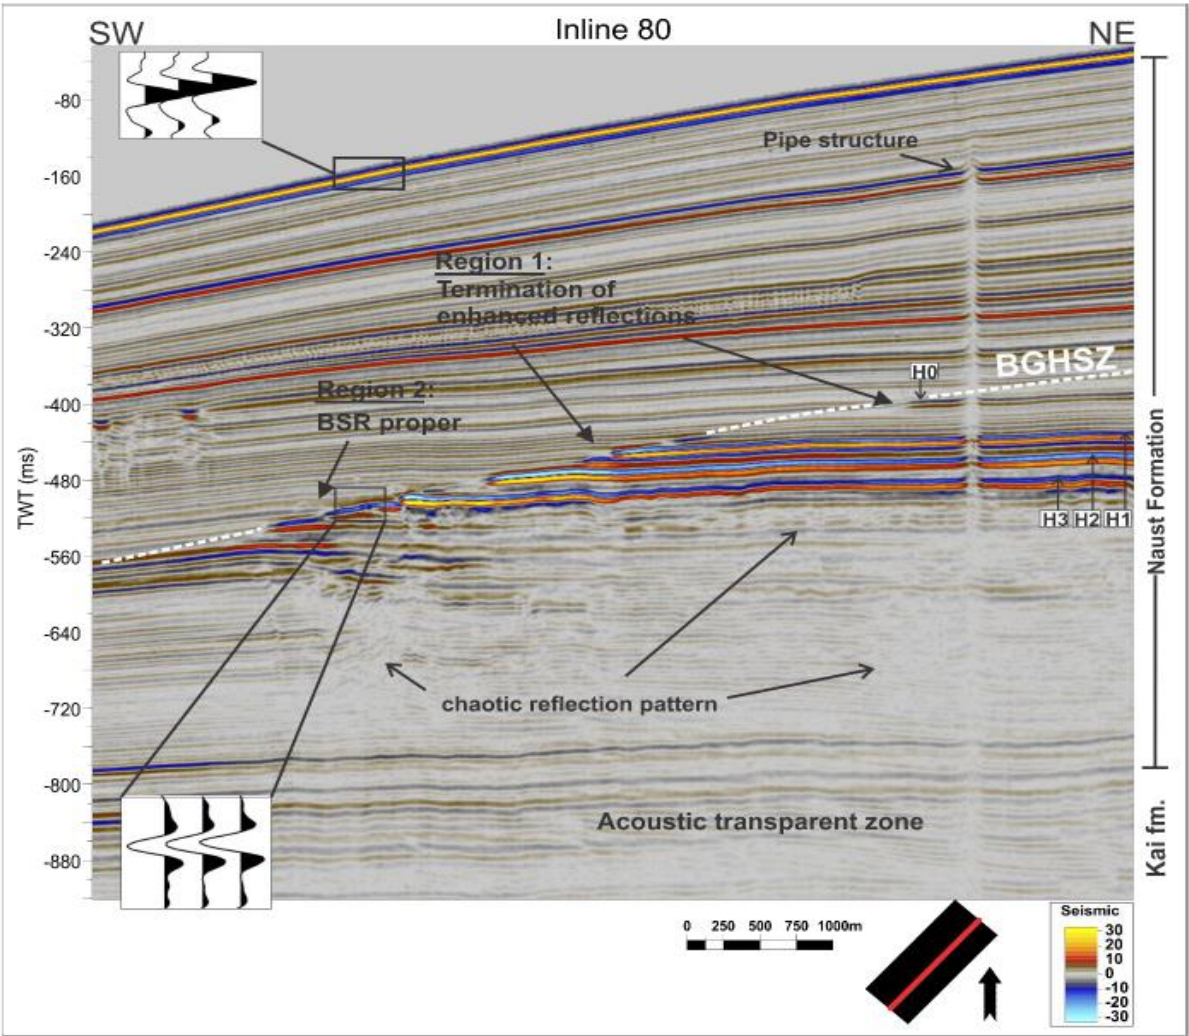 Inline 80
SW
NE
-80
-160
-240
-320
-400
-480
-560
-640
-720
-800
-880
TWT (ms)
Pipe structure
Region 1:
Termination of
enhanced reflections
Region 2:
BSR proper
H0
BGHSZ
H3
H2
H1
chaotic reflection pattern
Acoustic transparent zone
Naust Formation
Kai fm.
0 250 500 750 1000m
Seismic
30
20
10
0
-10
-20
-30